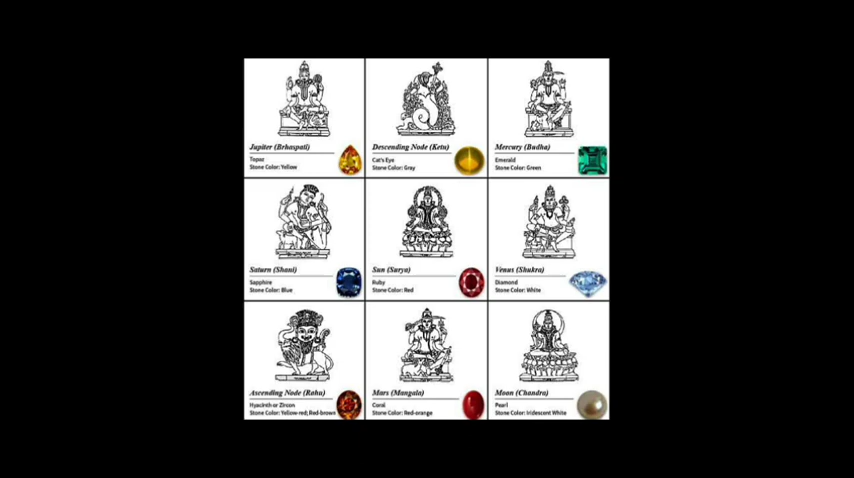 Jupiter (Brhaspati)
Topaz
Stone Color: Yellow
Descending Node (Ketu)
Cat's Eye
Stone Color: Gray
Mercury (Budha)
Emerald
Stone Color: Green
Saturn (Shani)
Sapphire
Stone Color: Blue
Sun (Surya)
Ruby
Stone Color: Red
Venus (Shukra)
Diamond
Stone Color: White
Ascending Node (Rahu)
Hyacinth or Zircon
Stone Color: Yellow-red; Red-brown
Mars (Mangala)
Coral
Stone Color: Red-orange
Moon (Chandra)
Pearl
Stone Color: Iridescent White